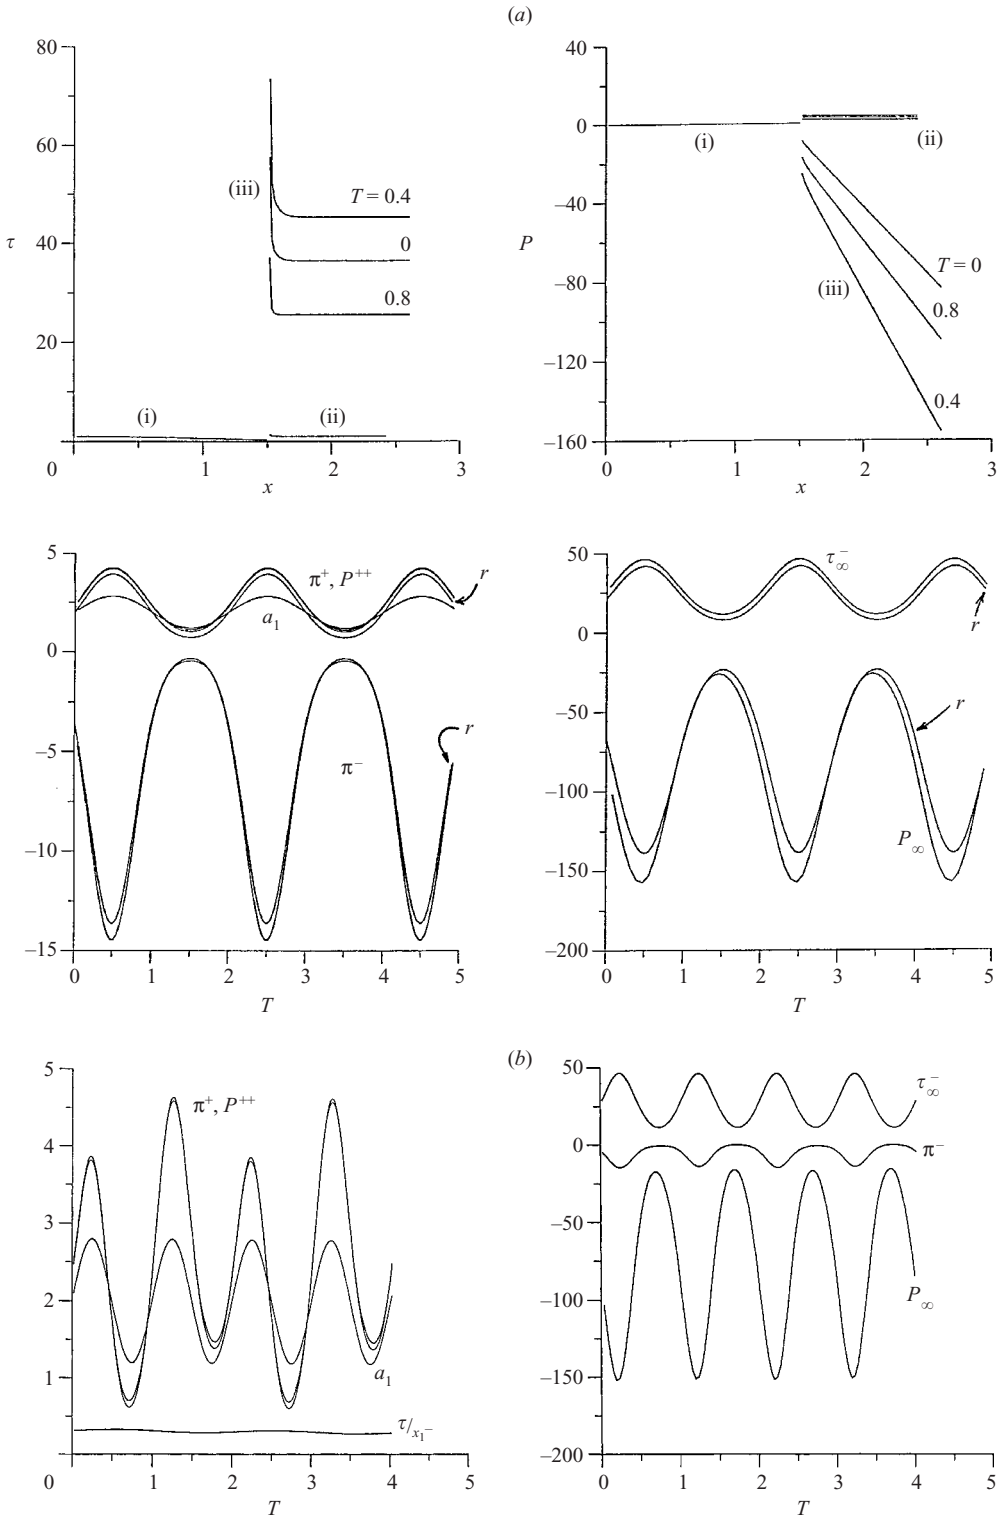 (a)
80
60
40
20
0
τ
(iii)
T = 0.4
0
0.8
(i)
(ii)
1
2
3
x
40
0
−40
−80
−120
−160
P
(i)
(ii)
(iii)
T = 0
0.8
0.4
0
1
2
3
x
5
0
−5
−10
−15
π⁺, P⁺⁺
a₁
r
π⁻
r
0
1
2
3
4
5
T
50
0
−50
−100
−150
−200
τ∞⁻
r
r
P∞
0
1
2
3
4
5
T
(b)
5
4
3
2
1
0
π⁺, P⁺⁺
a₁
τ/x₁⁻
1
2
3
4
5
T
50
0
−50
−100
−150
−200
τ∞⁻
π⁻
P∞
0
1
2
3
4
5
T